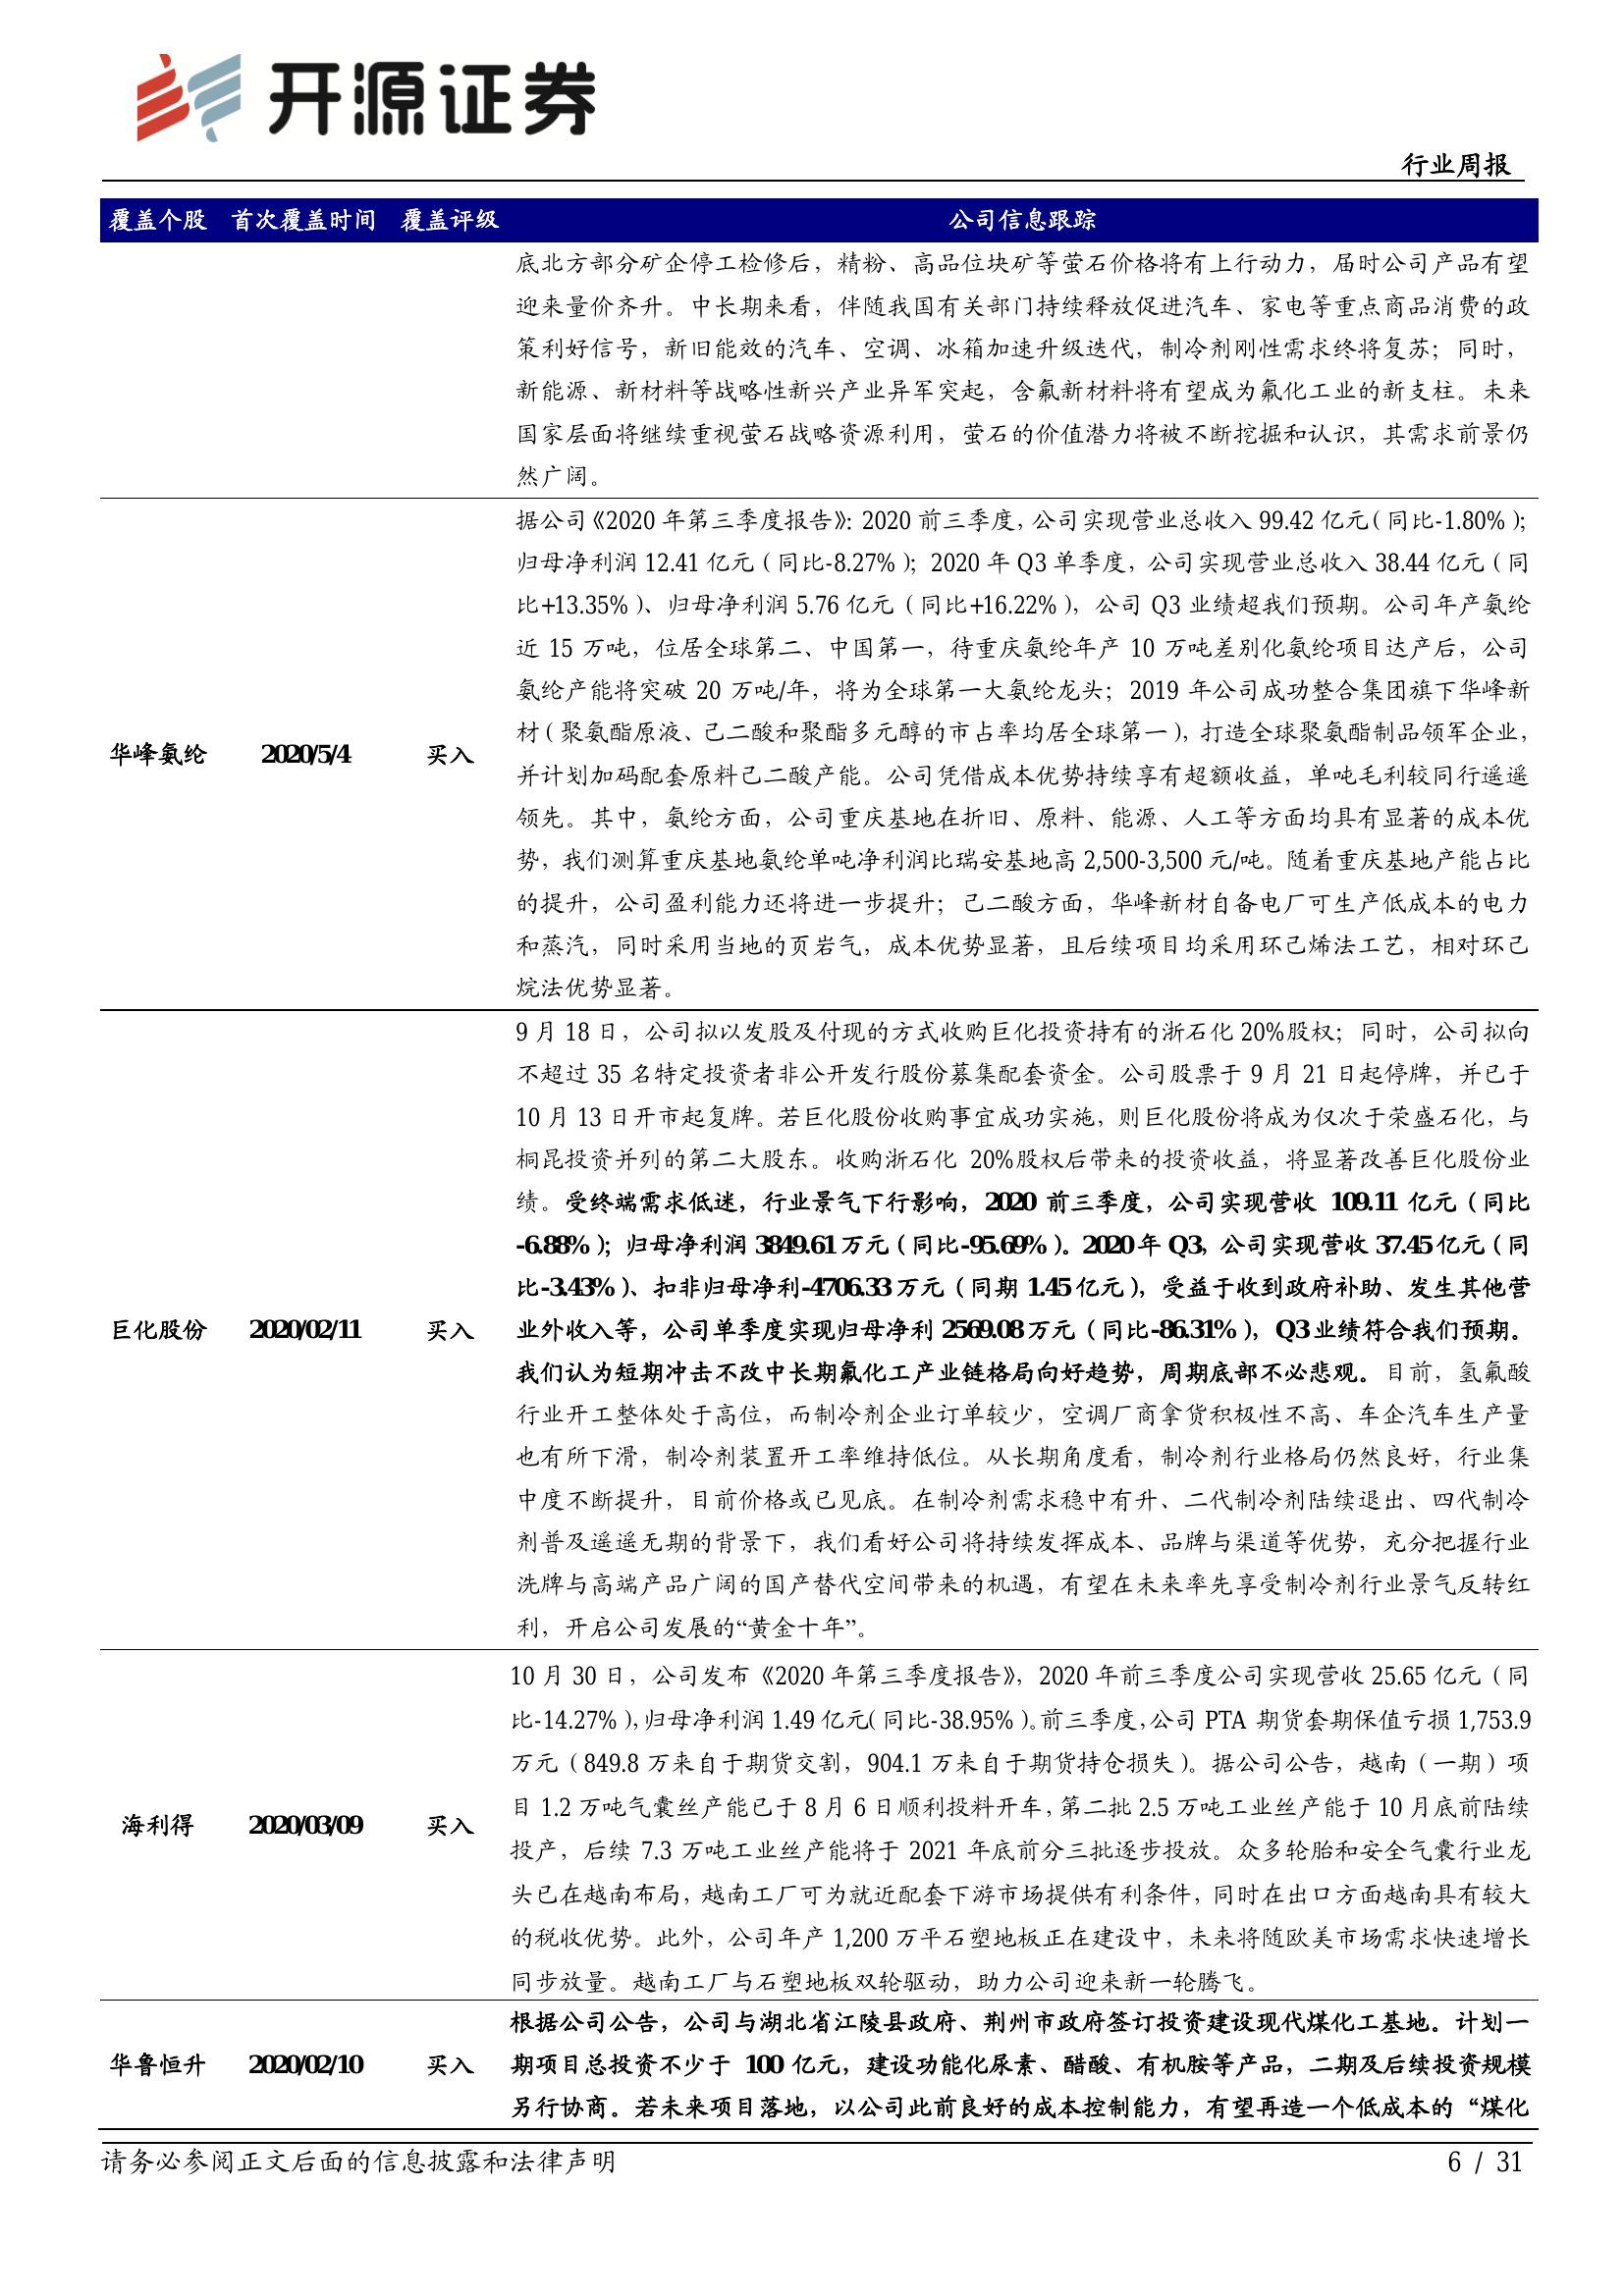 开源证券
行业周报
覆盖个股 首次覆盖时间 覆盖评级 公司信息跟踪
底北方部分矿企停工检修后，精粉、高品位块矿等萤石价格将有上行动力，届时公司产品有望
迎来量价齐升。中长期来看，伴随我国有关部门持续释放促进汽车、家电等重点商品消费的政
策利好信号，新旧能效的汽车、空调、冰箱加速升级迭代，制冷剂刚性需求终将复苏；同时，
新能源、新材料等战略性新兴产业异军突起，含氟新材料将有望成为氟化工业的新支柱。未来
国家层面将继续重视萤石战略资源利用，萤石的价值潜力将被不断挖掘和认识，其需求前景仍
然广阔。
据公司《2020 年第三季度报告》：2020 前三季度，公司实现营业总收入 99.42 亿元（同比-1.80%）；
归母净利润 12.41 亿元（同比-8.27%）；2020 年 Q3 单季度，公司实现营业总收入 38.44 亿元（同
比+13.35%）、归母净利润 5.76 亿元（同比+16.22%），公司 Q3 业绩超我们预期。公司年产氨纶
近 15 万吨，位居全球第二、中国第一，待重庆氨纶年产 10 万吨差别化氨纶项目达产后，公司
氨纶产能将突破 20 万吨/年，将为全球第一大氨纶龙头；2019 年公司成功整合集团旗下华峰新
材（聚氨酯原液、己二酸和聚酯多元醇的市占率均居全球第一），打造全球聚氨酯制品领军企业，
华峰氨纶 2020/5/4 买入
并计划加码配套原料己二酸产能。公司凭借成本优势持续享有超额收益，单吨毛利较同行遥遥
领先。其中，氨纶方面，公司重庆基地在折旧、原料、能源、人工等方面均具有显著的成本优
势，我们测算重庆基地氨纶单吨净利润比瑞安基地高 2,500-3,500 元/吨。随着重庆基地产能占比
的提升，公司盈利能力还将进一步提升；己二酸方面，华峰新材自备电厂可生产低成本的电力
和蒸汽，同时采用当地的页岩气，成本优势显著，且后续项目均采用环己烯法工艺，相对环己
烷法优势显著。
9 月 18 日，公司拟以发股及付现的方式收购巨化投资持有的浙石化 20%股权；同时，公司拟向
不超过 35 名特定投资者非公开发行股份募集配套资金。公司股票于 9 月 21 日起停牌，并已于
10 月 13 日开市起复牌。若巨化股份收购事宜成功实施，则巨化股份将成为仅次于荣盛石化，与
桐昆投资并列的第二大股东。收购浙石化 20%股权后带来的投资收益，将显著改善巨化股份业
绩。受终端需求低迷，行业景气下行影响，2020 前三季度，公司实现营收 109.11 亿元（同比
-6.88%）；归母净利润 3849.61 万元（同比-95.69%）。2020 年 Q3，公司实现营收 37.45 亿元（同
比-3.43%）、扣非归母净利-4706.33 万元（同期 1.45 亿元），受益于收到政府补助、发生其他营
巨化股份 2020/02/11 买入 业外收入等，公司单季度实现归母净利 2569.08 万元（同比-86.31%），Q3 业绩符合我们预期。
我们认为短期冲击不改中长期氟化工产业链格局向好趋势，周期底部不必悲观。目前，氢氟酸
行业开工整体处于高位，而制冷剂企业订单较少，空调厂商拿货积极性不高、车企汽车生产量
也有所下滑，制冷剂装置开工率维持低位。从长期角度看，制冷剂行业格局仍然良好，行业集
中度不断提升，目前价格或已见底。在制冷剂需求稳中有升、二代制冷剂陆续退出、四代制冷
剂普及遥遥无期的背景下，我们看好公司将持续发挥成本、品牌与渠道等优势，充分把握行业
洗牌与高端产品广阔的国产替代空间带来的机遇，有望在未来率先享受制冷剂行业景气反转红
利，开启公司发展的“黄金十年”。
10 月 30 日，公司发布《2020 年第三季度报告》，2020 年前三季度公司实现营收 25.65 亿元（同
比-14.27%），归母净利润 1.49 亿元（同比-38.95%）。前三季度，公司 PTA 期货套期保值亏损 1,753.9
万元（849.8 万来自于期货交割，904.1 万来自于期货持仓损失）。据公司公告，越南（一期）项
目 1.2 万吨气囊丝产能已于 8 月 6 日顺利投料开车，第二批 2.5 万吨工业丝产能于 10 月底前陆续
海利得 2020/03/09 买入
投产，后续 7.3 万吨工业丝产能将于 2021 年底前分三批逐步投放。众多轮胎和安全气囊行业龙
头已在越南布局，越南工厂可为就近配套下游市场提供有利条件，同时在出口方面越南具有较大
的税收优势。此外，公司年产 1,200 万平石塑地板正在建设中，未来将随欧美市场需求快速增长
同步放量。越南工厂与石塑地板双轮驱动，助力公司迎来新一轮腾飞。
根据公司公告，公司与湖北省江陵县政府、荆州市政府签订投资建设现代煤化工基地。计划一
华鲁恒升 2020/02/10 买入 期项目总投资不少于 100 亿元，建设功能化尿素、醋酸、有机胺等产品，二期及后续投资规模
另行协商。若未来项目落地，以公司此前良好的成本控制能力，有望再造一个低成本的“煤化
请务必参阅正文后面的信息披露和法律声明 6 / 31